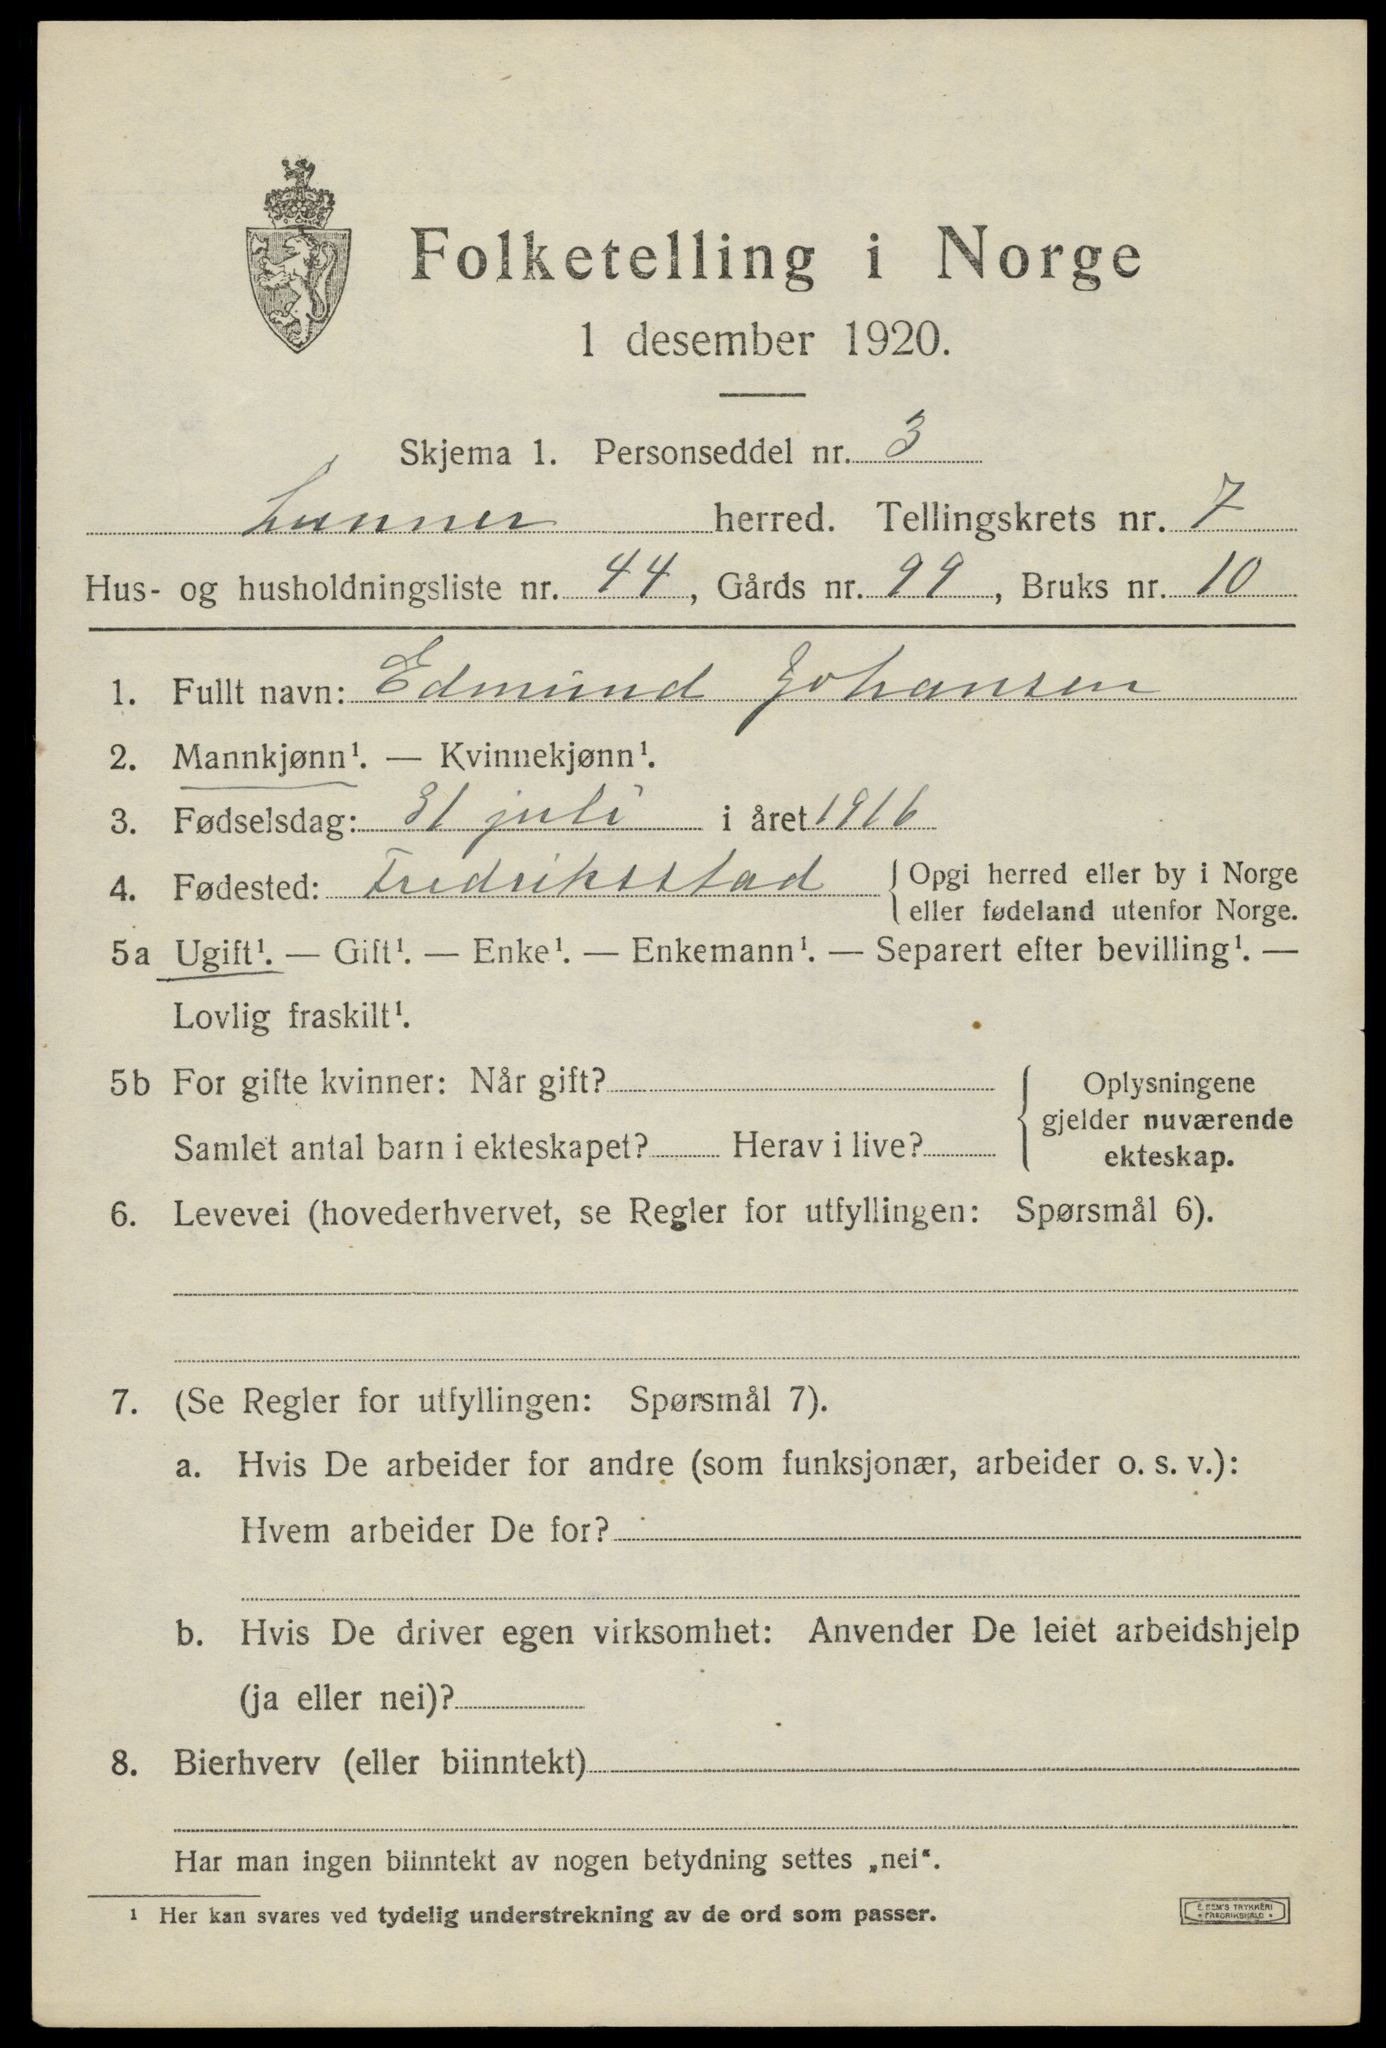 Folketelling i Norge
1 desember 1920.
Skjema 1. Personseddel nr. 3
Lunner herred. Tellingskrets nr. 7
Hus- og husholdningsliste nr. 44, Gårds nr. 99, Bruks nr. 10
1. Fullt navn: Edmund Johansen
2. Mannkjønn¹. — Kvinnekjønn¹.
3. Fødselsdag: 31 juli i året 1916
4. Fødested: Fredriksstad { Opgi herred eller by i Norge
eller fødeland utenfor Norge.
5a Ugift¹. — Gift¹. — Enke¹. — Enkemann¹. — Separert efter bevilling¹. —
Lovlig fraskilt¹.
5b For gifte kvinner: Når gift?
Samlet antal barn i ekteskapet? Herav i live?
{ Oplysningene
gjelder nuværende
ekteskap.
6. Levevei (hovederhvervet, se Regler for utfyllingen: Spørsmål 6).
7. (Se Regler for utfyllingen: Spørsmål 7).
a. Hvis De arbeider for andre (som funksjonær, arbeider o. s. v.):
Hvem arbeider De for?
b. Hvis De driver egen virksomhet: Anvender De leiet arbeidshjelp
(ja eller nei)?
8. Bierhverv (eller biinntekt)
Har man ingen biinntekt av nogen betydning settes „nei“.
¹ Her kan svares ved tydelig understrekning av de ord som passer.
E. SEM'S TRYKKERI
• FREDRIKSHALD •